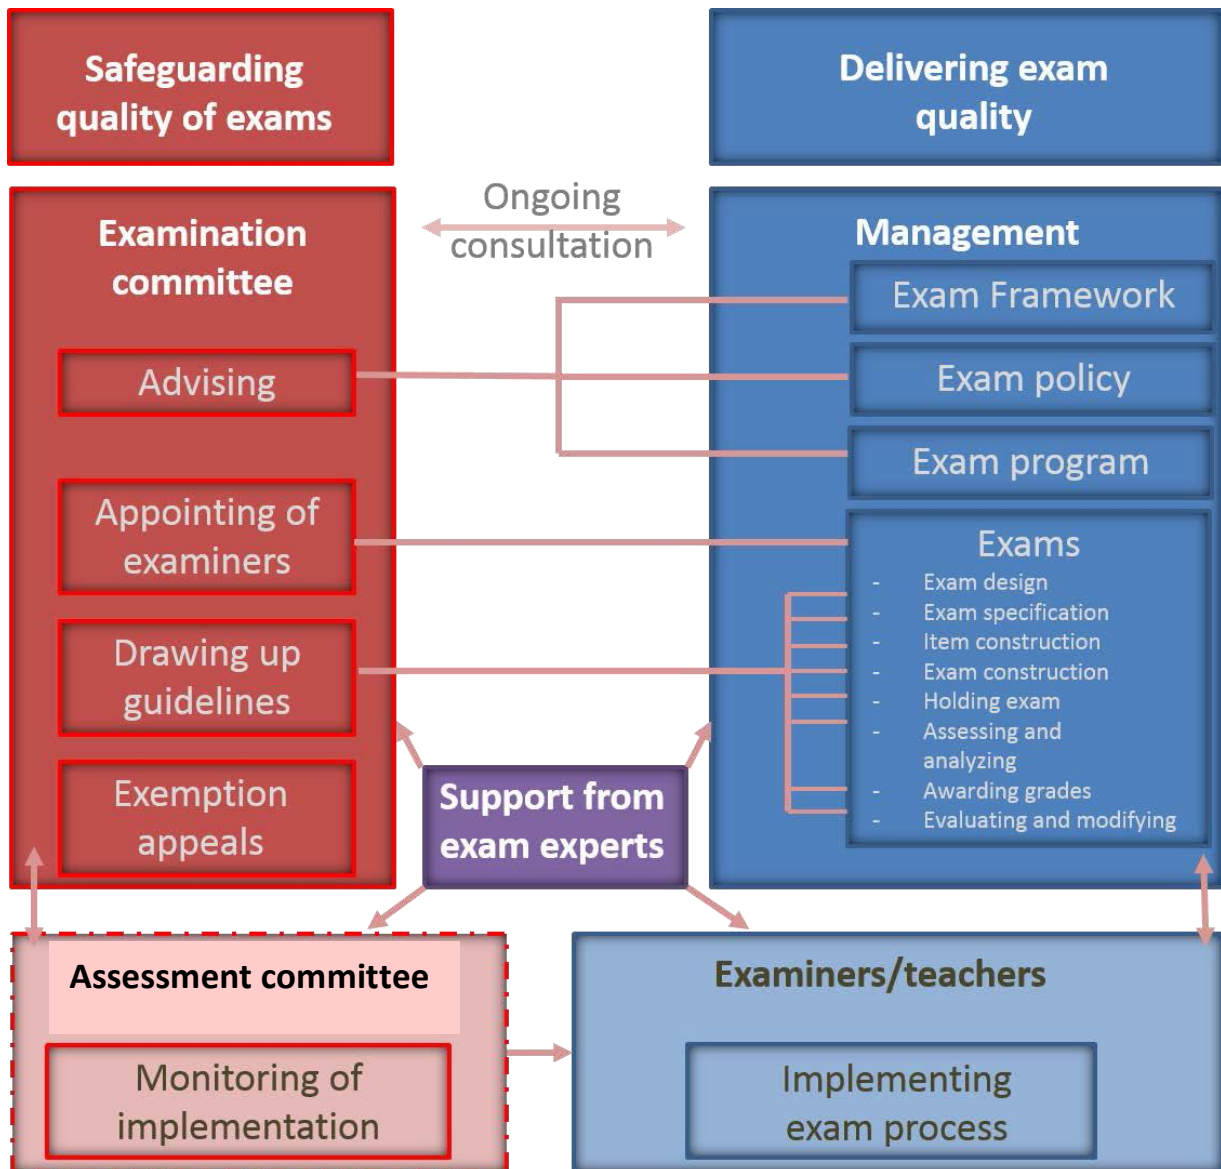 Safeguarding
quality of exams
Delivering exam
quality
Examination
committee
Ongoing
consultation
Management
Advising
Exam Framework
Exam policy
Exam program
Appointing of
examiners
Drawing up
guidelines
Exemption
appeals
Exams
- Exam design
- Exam specification
- Item construction
- Exam construction
- Holding exam
- Assessing and
analyzing
- Awarding grades
- Evaluating and modifying
Support from
exam experts
Assessment committee
Monitoring of
implementation
Examiners/teachers
Implementing
exam process